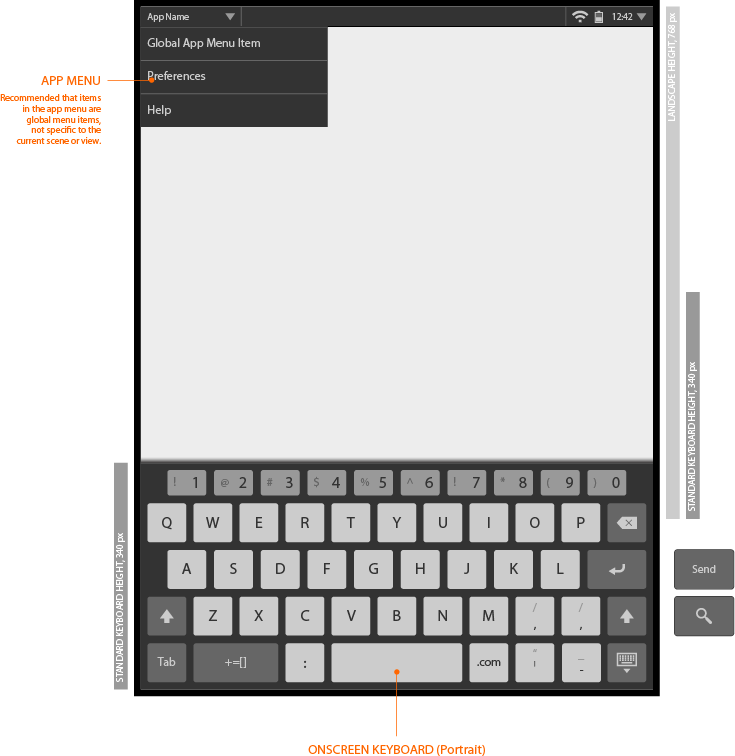 App Name
12:42
Global App Menu Item
Preferences
Help
APP MENU
Recommended that items
in the app menu are
global menu items,
not specific to the
current scene or view.
LANDSCAPE HEIGHT, 768 px
STANDARD KEYBOARD HEIGHT, 340 px
STANDARD KEYBOARD HEIGHT, 340 px
! 1 @ 2 # 3 $ 4 % 5 ^ 6 ! 7 * 8 ( 9 ) 0
Q W E R T Y U I O P
A S D F G H J K L
Send
Z X C V B N M / , / ,
Tab +=[] : .com " ' _ -
ONSCREEN KEYBOARD (Portrait)